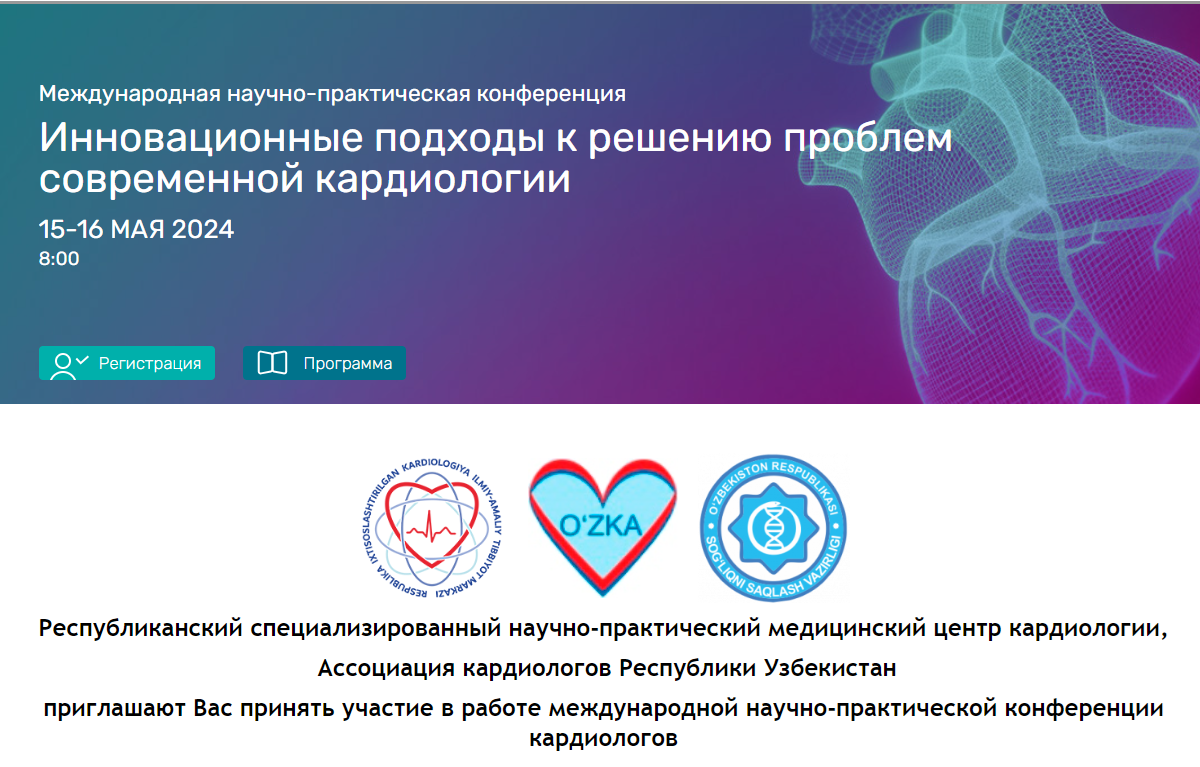 Международная научно-практическая конференция
Инновационные подходы к решению проблем
современной кардиологии
15-16 МАЯ 2024
8:00
Регистрация
Программа
RESPUBLIKA IXTISOSLASHTIRILGAN KARDIOLOGIYA ILMIY-AMALIY TIBBIYOT MARKAZI
O'ZKA
O'ZBEKISTON RESPUBLIKASI
SOG'LIQNI SAQLASH VAZIRLIGI
Республиканский специализированный научно-практический медицинский центр кардиологии,
Ассоциация кардиологов Республики Узбекистан
приглашают Вас принять участие в работе международной научно-практической конференции
кардиологов